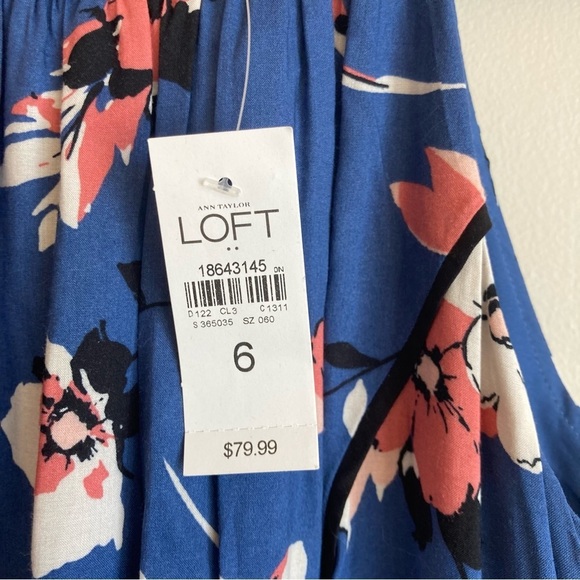 ANN TAYLOR
LOFT
18643145 DN
D122 CL3 C1311
S 365035 SZ 060
6
$79.99